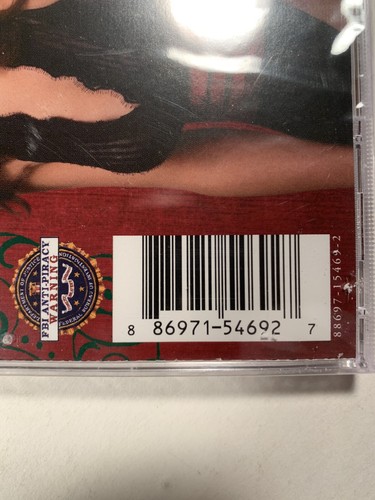 FBI ANTI-PIRACY
WARNING
8 86971-54692 7
88697-15469-2